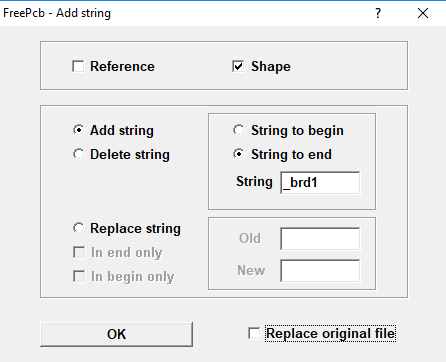 FreePcb - Add string
?
Reference
Shape
Add string
String to begin
Delete string
String to end
String _brd1
Replace string
Old
In end only
New
In begin only
OK
Replace original file